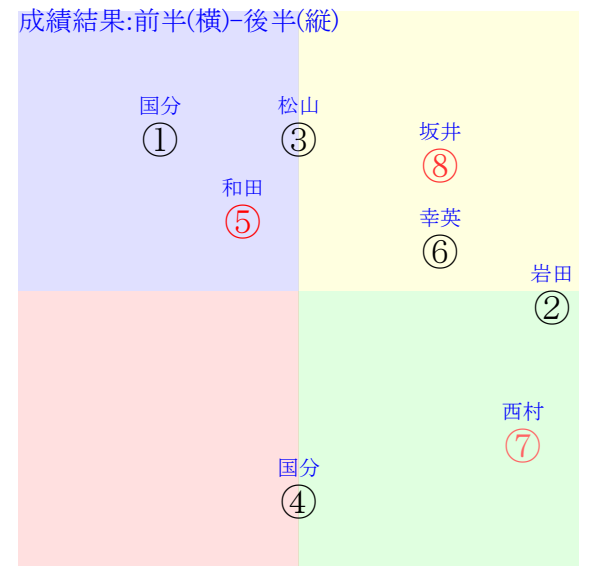 成績結果:前半(横)-後半(縦)
国分
①
松山
③
坂井
⑧
和田
⑤
幸英
⑥
岩田
②
西村
⑦
国分
④